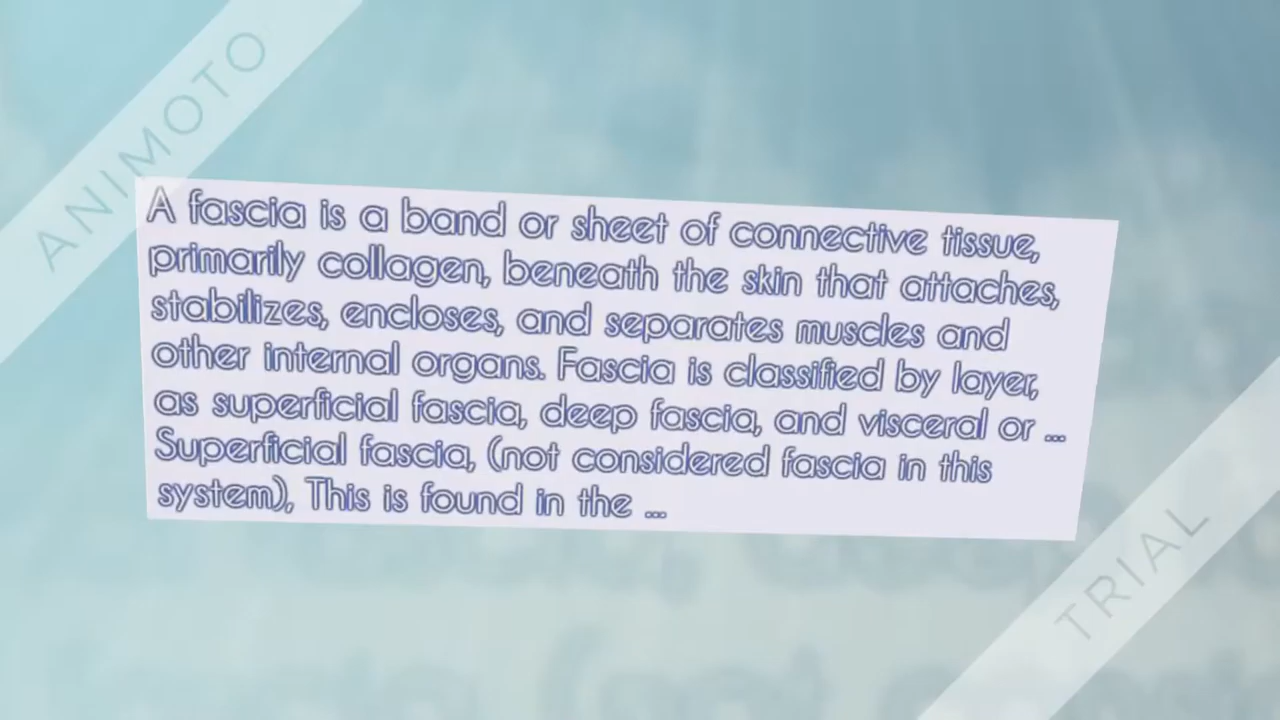 ANIMOTO
A fascia is a band or sheet of connective tissue,
primarily collagen, beneath the skin that attaches,
stabilizes, encloses, and separates muscles and
other internal organs. Fascia is classified by layer,
as superficial fascia, deep fascia, and visceral or ...
Superficial fascia, (not considered fascia in this
system), This is found in the ...
TRIAL